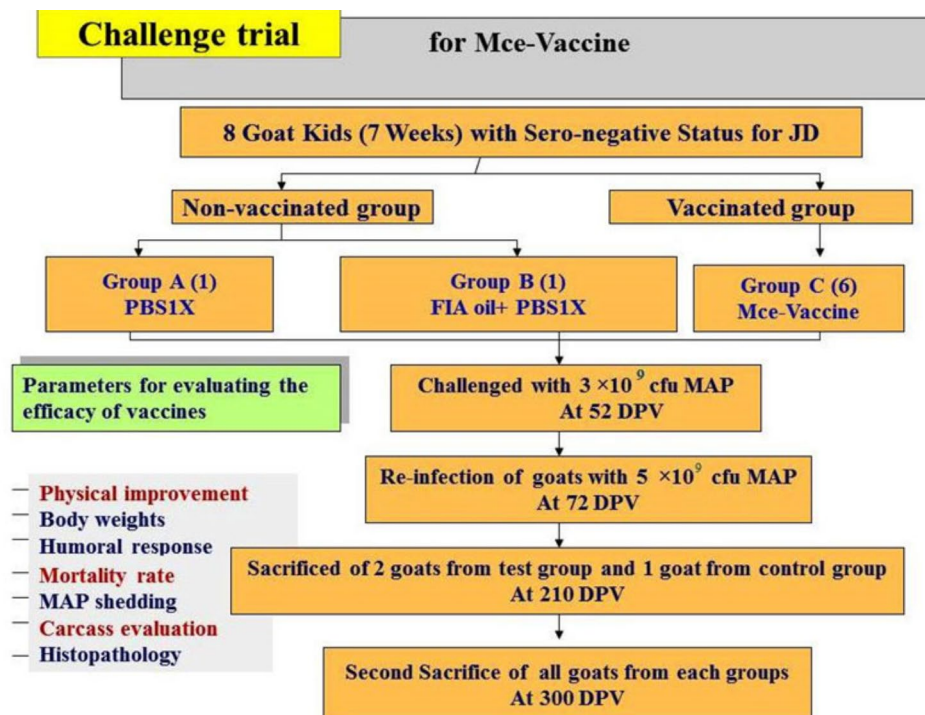 Challenge trial
for Mce-Vaccine
8 Goat Kids (7 Weeks) with Sero-negative Status for JD
Non-vaccinated group
Vaccinated group
Group A (1)
PBS1X
Group B (1)
FIA oil+ PBS1X
Group C (6)
Mce-Vaccine
Parameters for evaluating the
efficacy of vaccines
Challenged with 3 ×10⁹ cfu MAP
At 52 DPV
Re-infection of goats with 5 ×10⁹ cfu MAP
At 72 DPV
Physical improvement
Body weights
Humoral response
Mortality rate
MAP shedding
Carcass evaluation
Histopathology
Sacrificed of 2 goats from test group and 1 goat from control group
At 210 DPV
Second Sacrifice of all goats from each groups
At 300 DPV